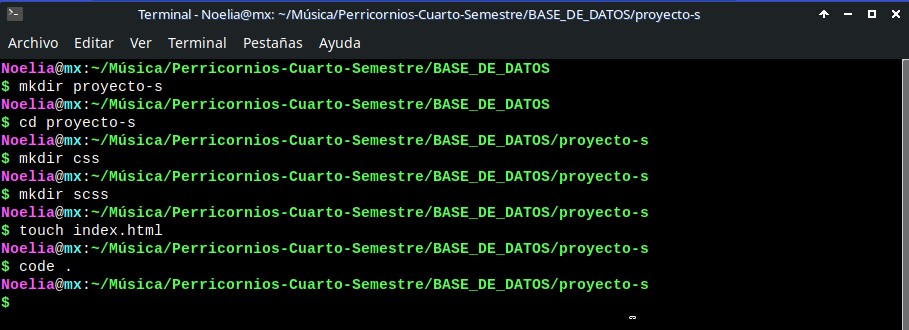 Terminal - Noelia@mx: ~/Música/Perricornios-Cuarto-Semestre/BASE_DE_DATOS/proyecto-s
Archivo Editar Ver Terminal Pestañas Ayuda
Noelia@mx:~/Música/Perricornios-Cuarto-Semestre/BASE_DE_DATOS
$ mkdir proyecto-s
Noelia@mx:~/Música/Perricornios-Cuarto-Semestre/BASE_DE_DATOS
$ cd proyecto-s
Noelia@mx:~/Música/Perricornios-Cuarto-Semestre/BASE_DE_DATOS/proyecto-s
$ mkdir css
Noelia@mx:~/Música/Perricornios-Cuarto-Semestre/BASE_DE_DATOS/proyecto-s
$ mkdir scss
Noelia@mx:~/Música/Perricornios-Cuarto-Semestre/BASE_DE_DATOS/proyecto-s
$ touch index.html
Noelia@mx:~/Música/Perricornios-Cuarto-Semestre/BASE_DE_DATOS/proyecto-s
$ code .
Noelia@mx:~/Música/Perricornios-Cuarto-Semestre/BASE_DE_DATOS/proyecto-s
$